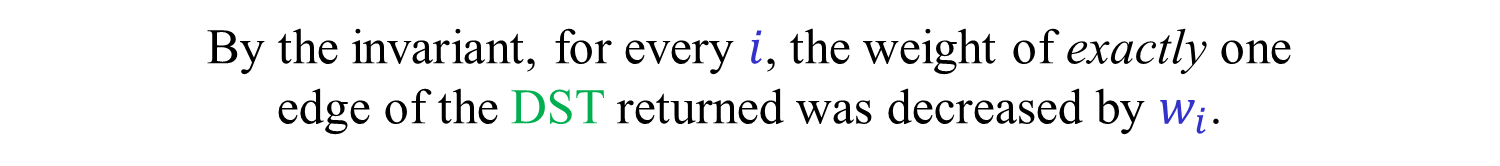 By the invariant, for every i, the weight of exactly one
edge of the DST returned was decreased by wᵢ.